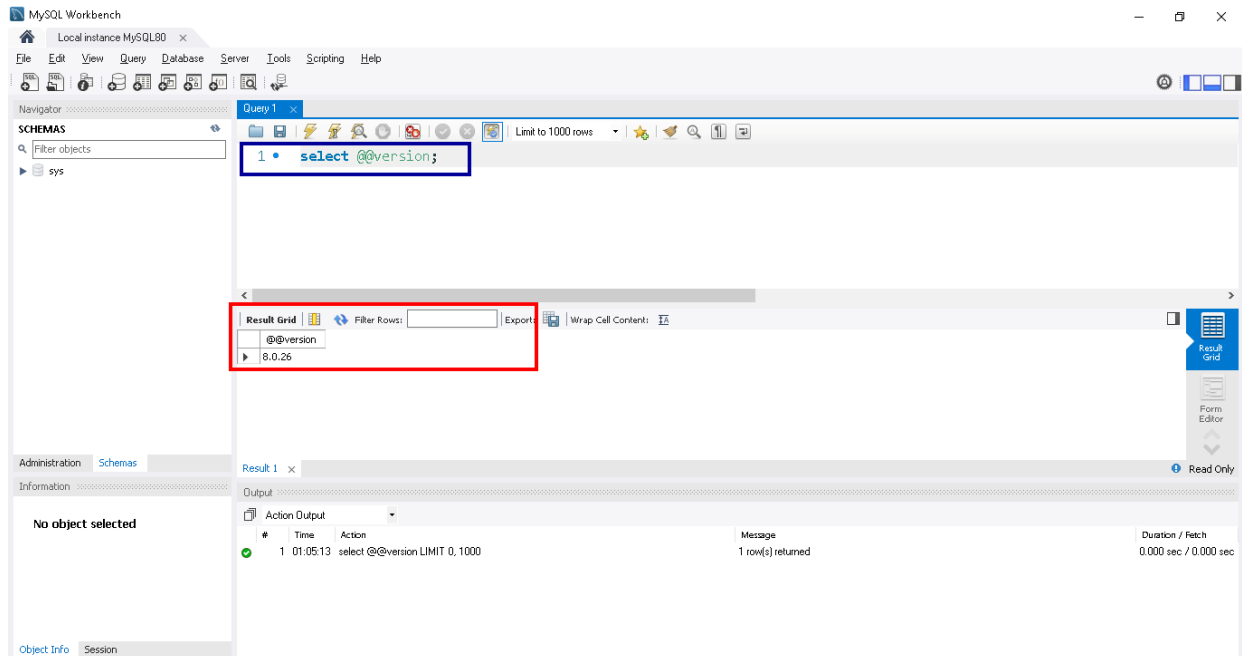 MySQL Workbench
Local instance MySQL80
File Edit View Query Database Server Tools Scripting Help
Navigator
SCHEMAS
Filter objects
sys
Query 1
Limit to 1000 rows
1 select @@version;
Result Grid Filter Rows: Export: Wrap Cell Content:
@@version
8.0.26
Result
Grid
Form
Editor
Administration Schemas
Result 1 Read Only
Information
No object selected
Output
Action Output
# Time Action Message Duration / Fetch
1 01:05:13 select @@version LIMIT 0, 1000 1 row(s) returned 0.000 sec / 0.000 sec
Object Info Session